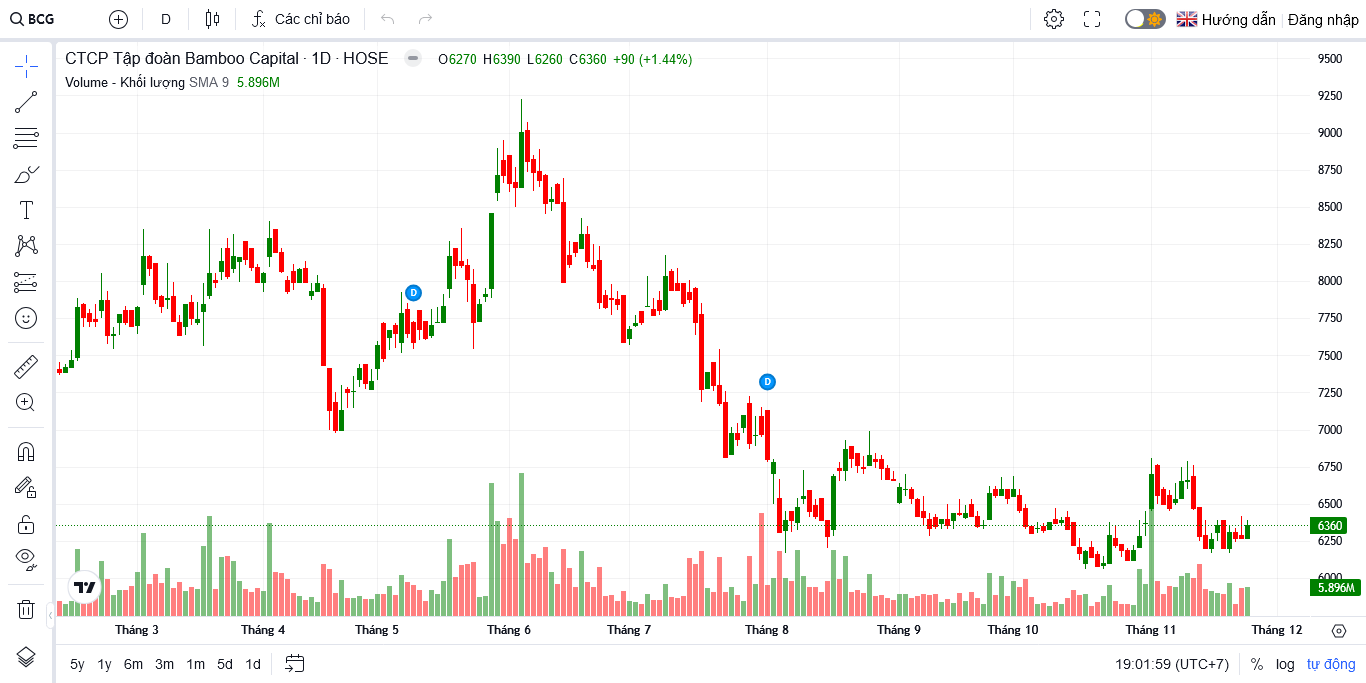 BCG
D
Các chỉ báo
Hướng dẫn
Đăng nhập
CTCP Tập đoàn Bamboo Capital · 1D · HOSE
O6270 H6390 L6260 C6360 +90 (+1.44%)
Volume - Khối lượng SMA 9 5.896M
9500
9250
9000
8750
8500
8250
8000
7750
7500
7250
7000
6750
6500
6360
6250
6000
5.896M
D
D
Tháng 3
Tháng 4
Tháng 5
Tháng 6
Tháng 7
Tháng 8
Tháng 9
Tháng 10
Tháng 11
Tháng 12
5y 1y 6m 3m 1m 5d 1d
19:01:59 (UTC+7)
% log tự động